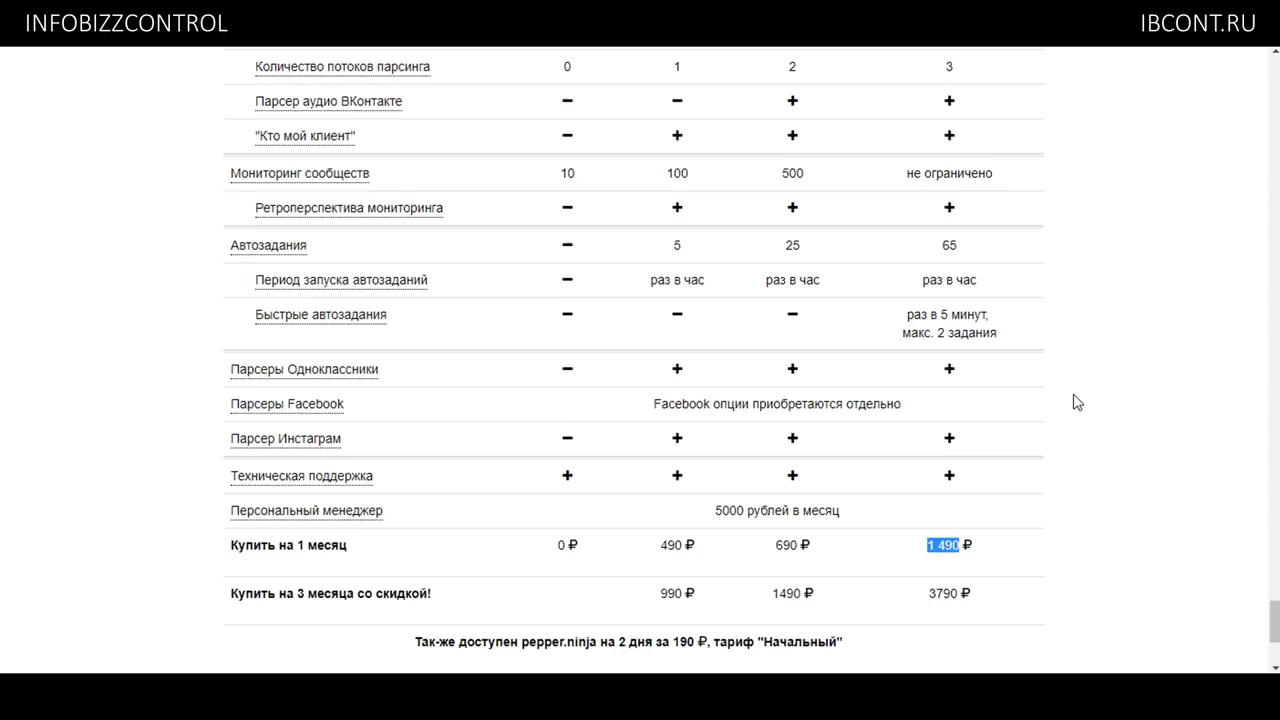 INFOBIZZCONTROL IBCONT.RU
Количество потоков парсинга 0 1 2 3
Парсер аудио ВКонтакте − − + +
"Кто мой клиент" − + + +
Мониторинг сообществ 10 100 500 не ограничено
Ретроперспектива мониторинга − + + +
Автозадания − 5 25 65
Период запуска автозаданий − раз в час раз в час раз в час
Быстрые автозадания − − − раз в 5 минут,
макс. 2 задания
Парсеры Одноклассники − + + +
Парсеры Facebook Facebook опции приобретаются отдельно
Парсер Инстаграм − + + +
Техническая поддержка + + + +
Персональный менеджер 5000 рублей в месяц
Купить на 1 месяц 0 ₽ 490 ₽ 690 ₽ 1 490 ₽
Купить на 3 месяца со скидкой! 990 ₽ 1490 ₽ 3790 ₽
Так-же доступен pepper.ninja на 2 дня за 190 ₽, тариф "Начальный"